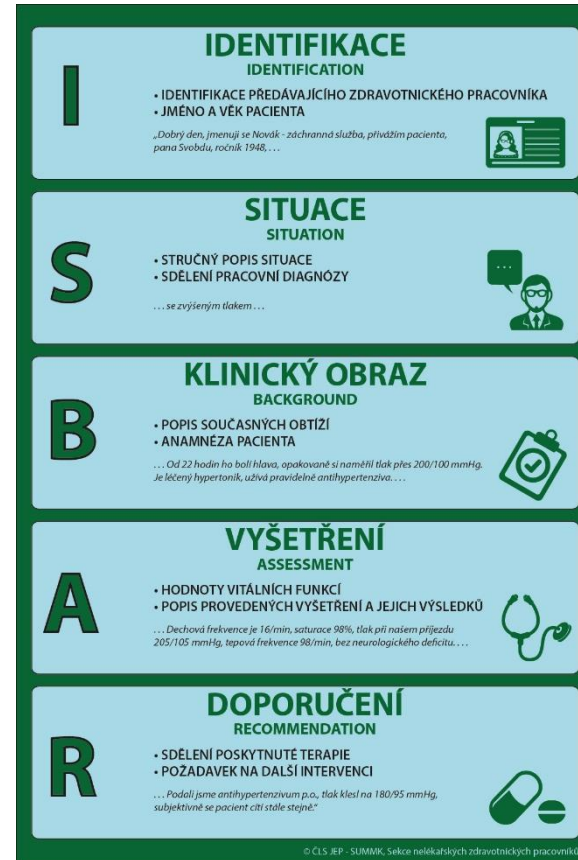 I
IDENTIFIKACE
IDENTIFICATION
• IDENTIFIKACE PŘEDÁVAJÍCÍHO ZDRAVOTNICKÉHO PRACOVNÍKA
• JMÉNO A VĚK PACIENTA
„Dobrý den, jmenuji se Novák - záchranná služba, přivážím pacienta,
pana Svobdu, ročník 1948, . . .
S
SITUACE
SITUATION
• STRUČNÝ POPIS SITUACE
• SDĚLENÍ PRACOVNÍ DIAGNÓZY
. . . se zvýšeným tlakem . . .
B
KLINICKÝ OBRAZ
BACKGROUND
• POPIS SOUČASNÝCH OBTÍŽÍ
• ANAMNÉZA PACIENTA
. . . Od 22 hodin ho bolí hlava, opakovaně si naměřil tlak přes 200/100 mmHg.
Je léčený hypertonik, užívá pravidelně antihypertenziva. . . .
A
VYŠETŘENÍ
ASSESSMENT
• HODNOTY VITÁLNÍCH FUNKCÍ
• POPIS PROVEDENÝCH VYŠETŘENÍ A JEJICH VÝSLEDKŮ
. . . Dechová frekvence je 16/min, saturace 98%, tlak při našem příjezdu
205/105 mmHg, tepová frekvence 98/min, bez neurologického deficitu. . . .
R
DOPORUČENÍ
RECOMMENDATION
• SDĚLENÍ POSKYTNUTÉ TERAPIE
• POŽADAVEK NA DALŠÍ INTERVENCI
. . . Podali jsme antihypertenzivum p.o., tlak klesl na 180/95 mmHg,
subjektivně se pacient cítí stále stejně.“
© ČLS JEP - SUMMK, Sekce nelékařských zdravotnických pracovníků